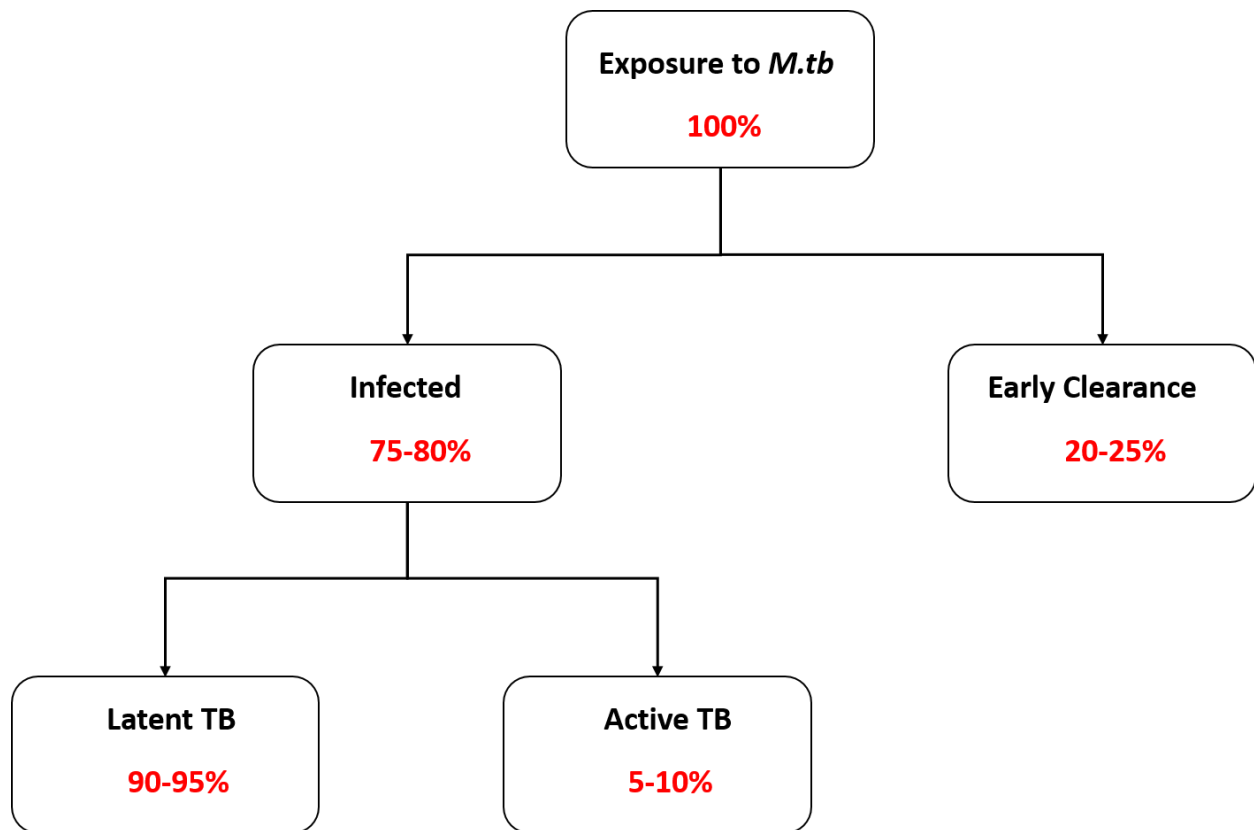 Exposure to M.tb
100%
Infected
75-80%
Early Clearance
20-25%
Latent TB
90-95%
Active TB
5-10%